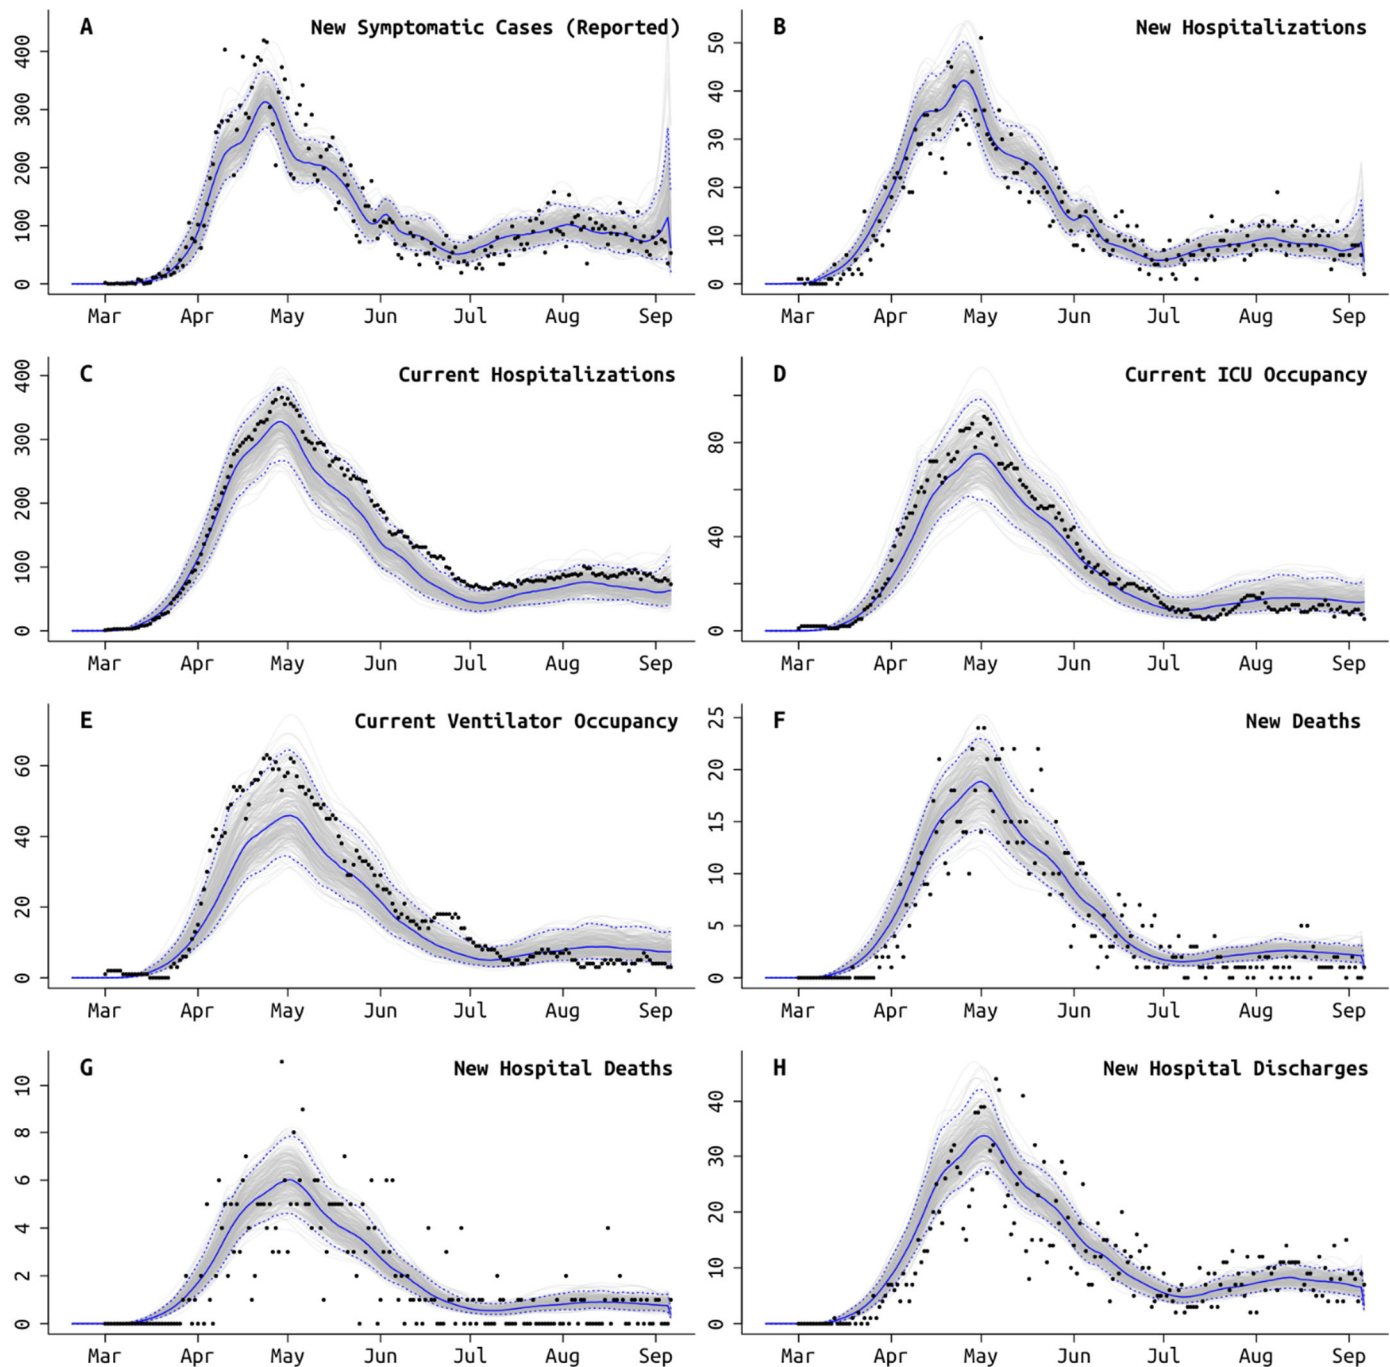 A New Symptomatic Cases (Reported)
400
300
200
100
0
Mar Apr May Jun Jul Aug Sep
B New Hospitalizations
50
40
30
20
10
0
Mar Apr May Jun Jul Aug Sep
C Current Hospitalizations
400
300
200
100
0
Mar Apr May Jun Jul Aug Sep
D Current ICU Occupancy
80
40
0
Mar Apr May Jun Jul Aug Sep
E Current Ventilator Occupancy
60
40
20
0
Mar Apr May Jun Jul Aug Sep
F New Deaths
25
20
15
10
5
0
Mar Apr May Jun Jul Aug Sep
G New Hospital Deaths
10
8
6
4
2
0
Mar Apr May Jun Jul Aug Sep
H New Hospital Discharges
40
30
20
10
0
Mar Apr May Jun Jul Aug Sep